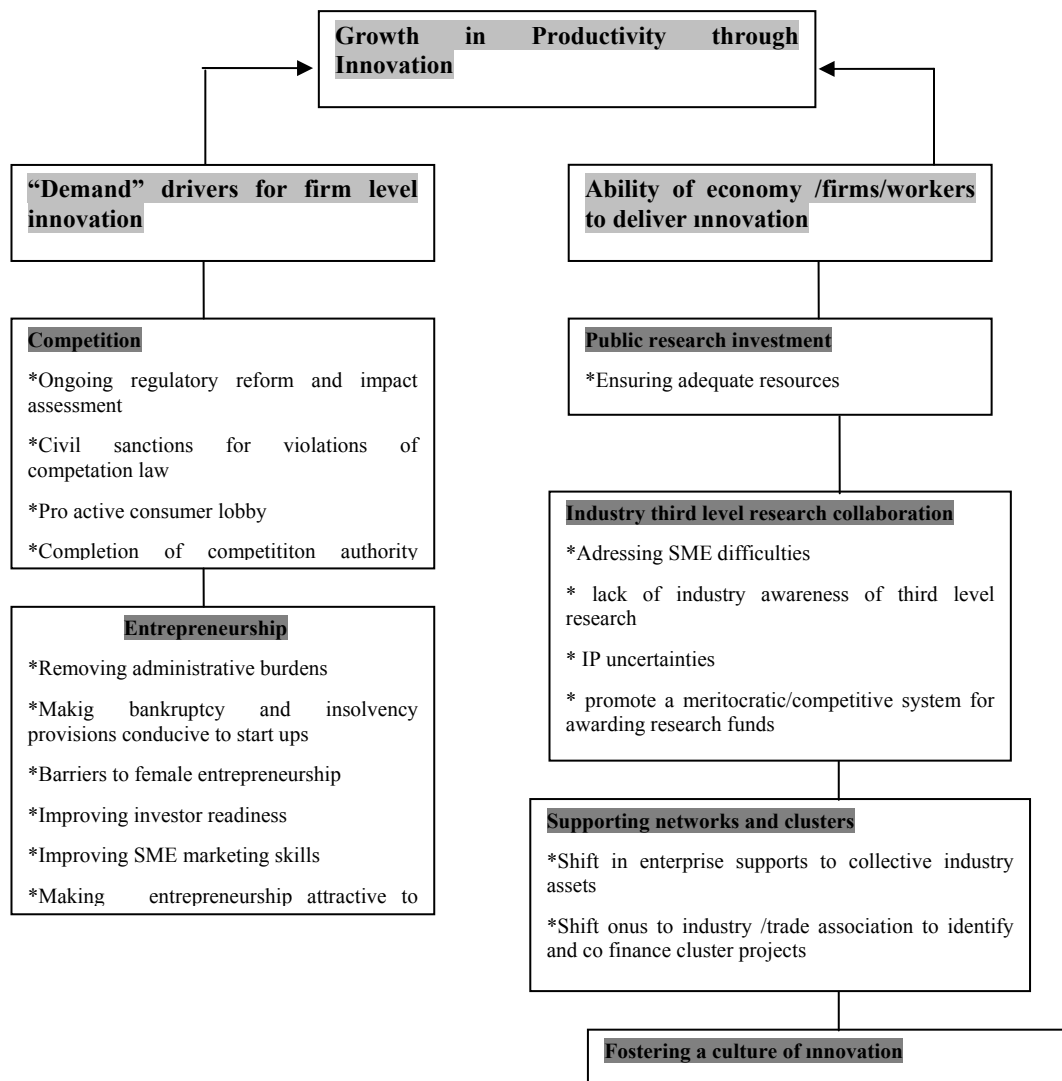 Growth in Productivity through
Innovation
“Demand” drivers for firm level
innovation
Competition
*Ongoing regulatory reform and impact
assessment
*Civil sanctions for violations of
competation law
*Pro active consumer lobby
*Completion of competititon authority
Entrepreneurship
*Removing administrative burdens
*Makig bankruptcy and insolvency
provisions conducive to start ups
*Barriers to female entrepreneurship
*Improving investor readiness
*Improving SME marketing skills
*Making entrepreneurship attractive to
Ability of economy /firms/workers
to deliver ınnovation
Public research investment
*Ensuring adequate resources
Industry third level research collaboration
*Adressing SME difficulties
* lack of industry awareness of third level
research
* IP uncertainties
* promote a meritocratic/competitive system for
awarding research funds
Supporting networks and clusters
*Shift in enterprise supports to collective industry
assets
*Shift onus to industry /trade association to identify
and co finance cluster projects
Fostering a culture of ınnovation